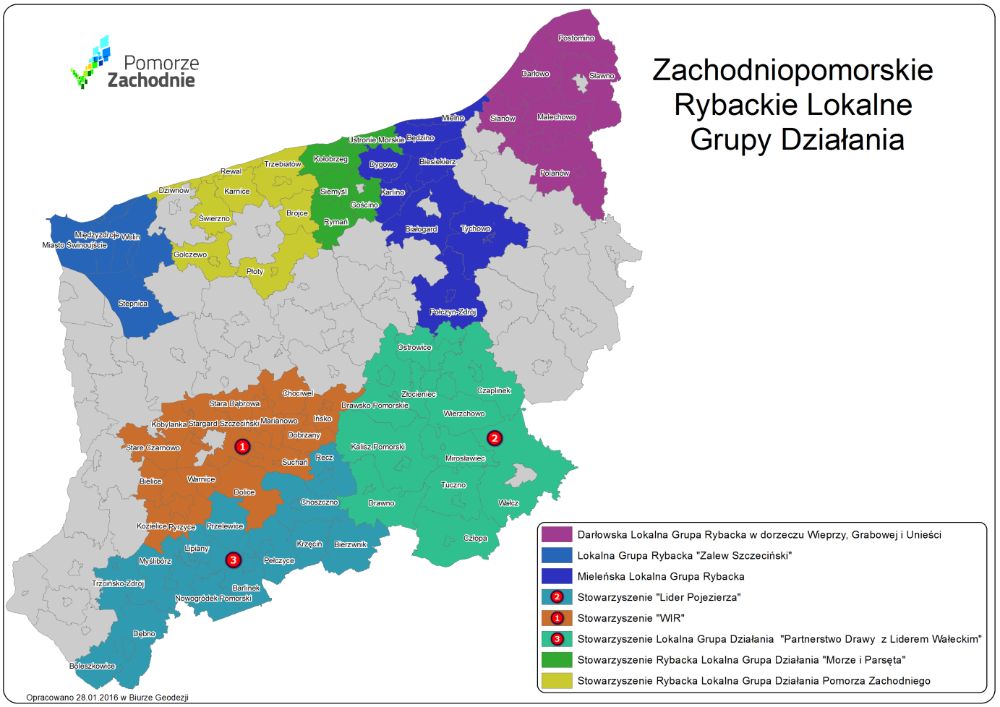 Pomorze
Zachodnie
Zachodniopomorskie
Rybackie Lokalne
Grupy Działania
Postomino
Darłowo
Sławno
Mielno
Sianów
Malechowo
Ustronie Morskie
Będzino
Kołobrzeg
Trzebiatów
Dygowo
Biesiekierz
Rewal
Polanów
Dziwnów
Karnice
Siemyśl
Karlino
Gościno
Świerzno
Brojce
Rymań
Białogard
Tychowo
Międzyzdroje
Wolin
Miasto Świnoujście
Golczewo
Płoty
Stepnica
Połczyn-Zdrój
Ostrowice
Chociwel
Złocieniec
Czaplinek
Stara Dąbrowa
Drawsko Pomorskie
Wierzchowo
Kobylanka
Stargard Szczeciński
Marianowo
Ińsko
Dobrzany
1
2
Stare Czarnowo
Kalisz Pomorski
Suchań
Recz
Mirosławiec
Bielice
Warnice
Tuczno
Dolice
Choszczno
Drawno
Wałcz
Kozielice
Pyrzyce
Przelewice
Człopa
Lipiany
Krzęcin
Bierzwnik
Myślibórz
3
Pełczyce
Trzcińsko-Zdrój
Barlinek
Nowogródek Pomorski
Dębno
Boleszkowice
Darłowska Lokalna Grupa Rybacka w dorzeczu Wieprzy, Grabowej i Unieści
Lokalna Grupa Rybacka "Zalew Szczeciński"
Mieleńska Lokalna Grupa Rybacka
2 Stowarzyszenie "Lider Pojezierza"
1 Stowarzyszenie "WIR"
3 Stowarzyszenie Lokalna Grupa Działania "Partnerstwo Drawy z Liderem Wałeckim"
Stowarzyszenie Rybacka Lokalna Grupa Działania "Morze i Parsęta"
Stowarzyszenie Rybacka Lokalna Grupa Działania Pomorza Zachodniego
Opracowano 28.01.2016 w Biurze Geodezji